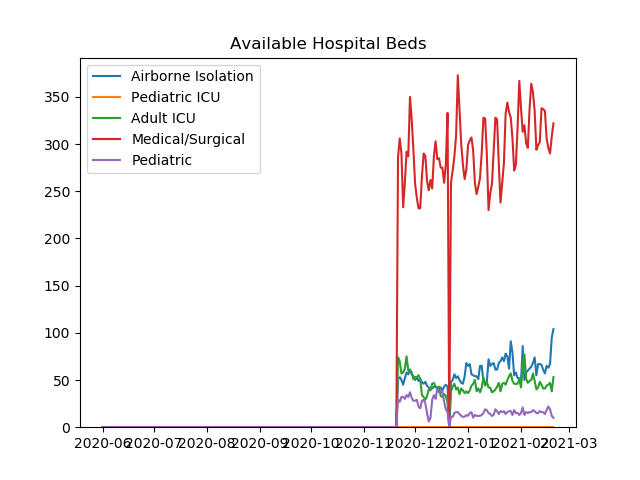 Available Hospital Beds
Airborne Isolation
Pediatric ICU
Adult ICU
Medical/Surgical
Pediatric
350
300
250
200
150
100
50
0
2020-06 2020-07 2020-08 2020-09 2020-10 2020-11 2020-12 2021-01 2021-02 2021-03